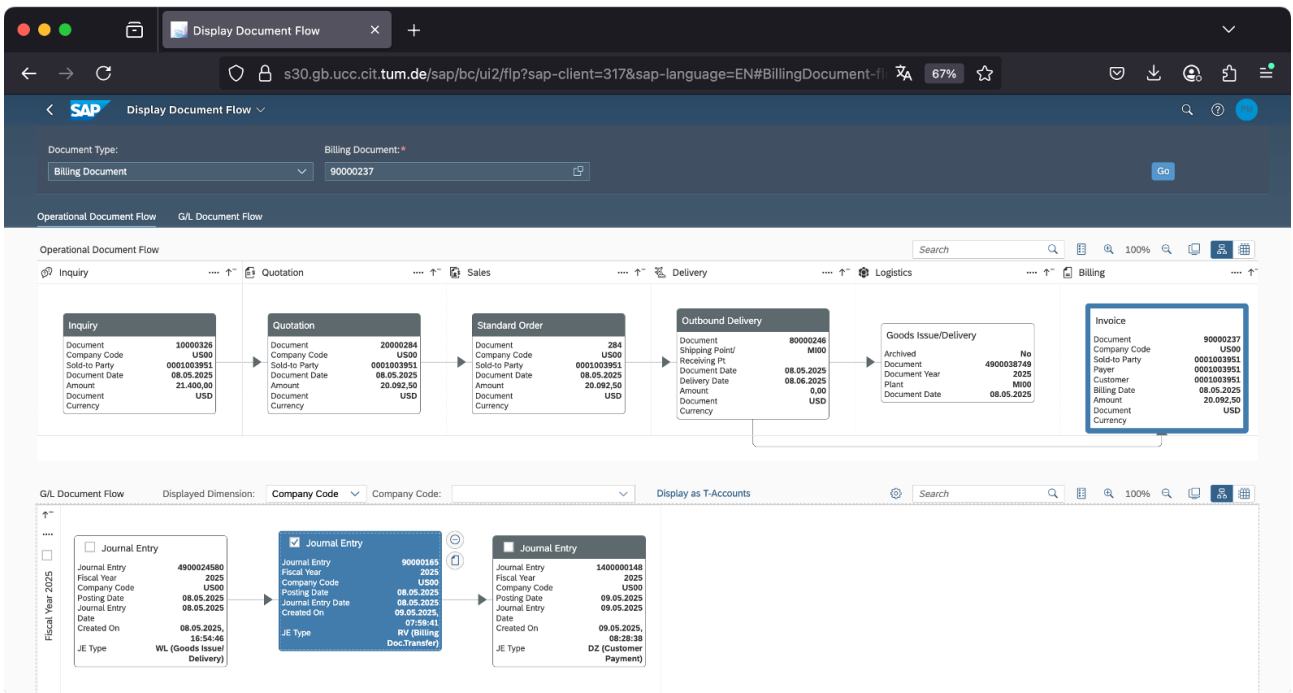 Display Document Flow
s30.gb.ucc.cit.tum.de/sap/bc/ui2/flp?sap-client=317&sap-language=EN#BillingDocument-fl
67%
SAP Display Document Flow
Document Type:
Billing Document:*
Billing Document
90000237
Go
Operational Document Flow G/L Document Flow
Operational Document Flow
Search
100%
Inquiry
Quotation
Sales
Delivery
Logistics
Billing
Inquiry
Document 10000326
Company Code US00
Sold-to Party 0001003951
Document Date 08.05.2025
Amount 21.400,00
Document USD
Currency
Quotation
Document 20000284
Company Code US00
Sold-to Party 0001003951
Document Date 08.05.2025
Amount 20.092,50
Document USD
Currency
Standard Order
Document 284
Company Code US00
Sold-to Party 0001003951
Document Date 08.05.2025
Amount 20.092,50
Document USD
Currency
Outbound Delivery
Document 80000246
Shipping Point/ MI00
Receiving Pt
Document Date 08.05.2025
Delivery Date 08.06.2025
Amount 0,00
Document USD
Currency
Goods Issue/Delivery
Archived No
Document 4900038749
Document Year 2025
Plant MI00
Document Date 08.05.2025
Invoice
Document 90000237
Company Code US00
Sold-to Party 0001003951
Payer 0001003951
Customer 0001003951
Billing Date 08.05.2025
Amount 20.092,50
Document USD
Currency
G/L Document Flow
Displayed Dimension: Company Code
Company Code:
Display as T-Accounts
Search
100%
Fiscal Year 2025
Journal Entry
Journal Entry 4900024580
Fiscal Year 2025
Company Code US00
Posting Date 08.05.2025
Journal Entry 08.05.2025
Date
Created On 08.05.2025,
16:54:46
JE Type WL (Goods Issue/
Delivery)
Journal Entry
Journal Entry 90000165
Fiscal Year 2025
Company Code US00
Posting Date 08.05.2025
Journal Entry Date 08.05.2025
Created On 09.05.2025,
07:59:41
JE Type RV (Billing
Doc.Transfer)
Journal Entry
Journal Entry 1400000148
Fiscal Year 2025
Company Code US00
Posting Date 09.05.2025
Journal Entry 09.05.2025
Date
Created On 09.05.2025,
08:28:38
JE Type DZ (Customer
Payment)